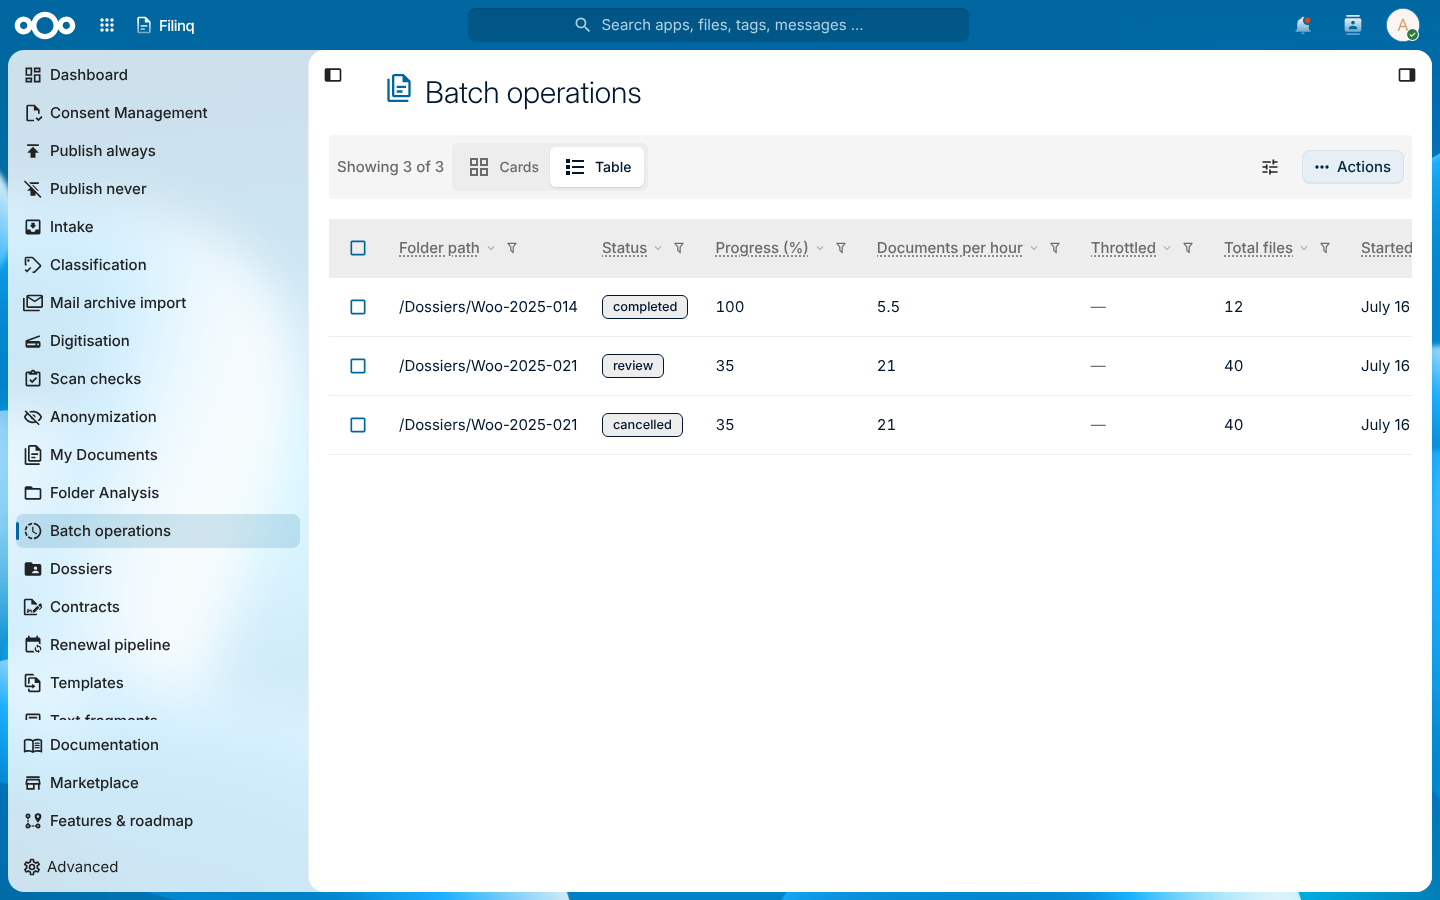 Filinq
Search apps, files, tags, messages ...
A
Dashboard
Consent Management
Publish always
Publish never
Intake
Classification
Mail archive import
Digitisation
Scan checks
Anonymization
My Documents
Folder Analysis
Batch operations
Dossiers
Contracts
Renewal pipeline
Templates
Text fragments
Documentation
Marketplace
Features & roadmap
Advanced
Batch operations
Showing 3 of 3 Cards Table Actions
Folder path Status Progress (%) Documents per hour Throttled Total files Started
/Dossiers/Woo-2025-014 completed 100 5.5 — 12 July 16
/Dossiers/Woo-2025-021 review 35 21 — 40 July 16
/Dossiers/Woo-2025-021 cancelled 35 21 — 40 July 16